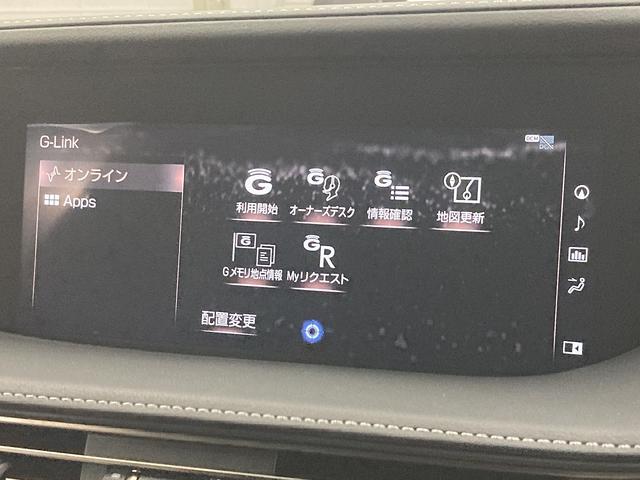 G-Link
DCM
オンライン
Apps
利用開始
オーナーズデスク
情報確認
地図更新
Gメモリ地点情報
Myリクエスト
配置変更